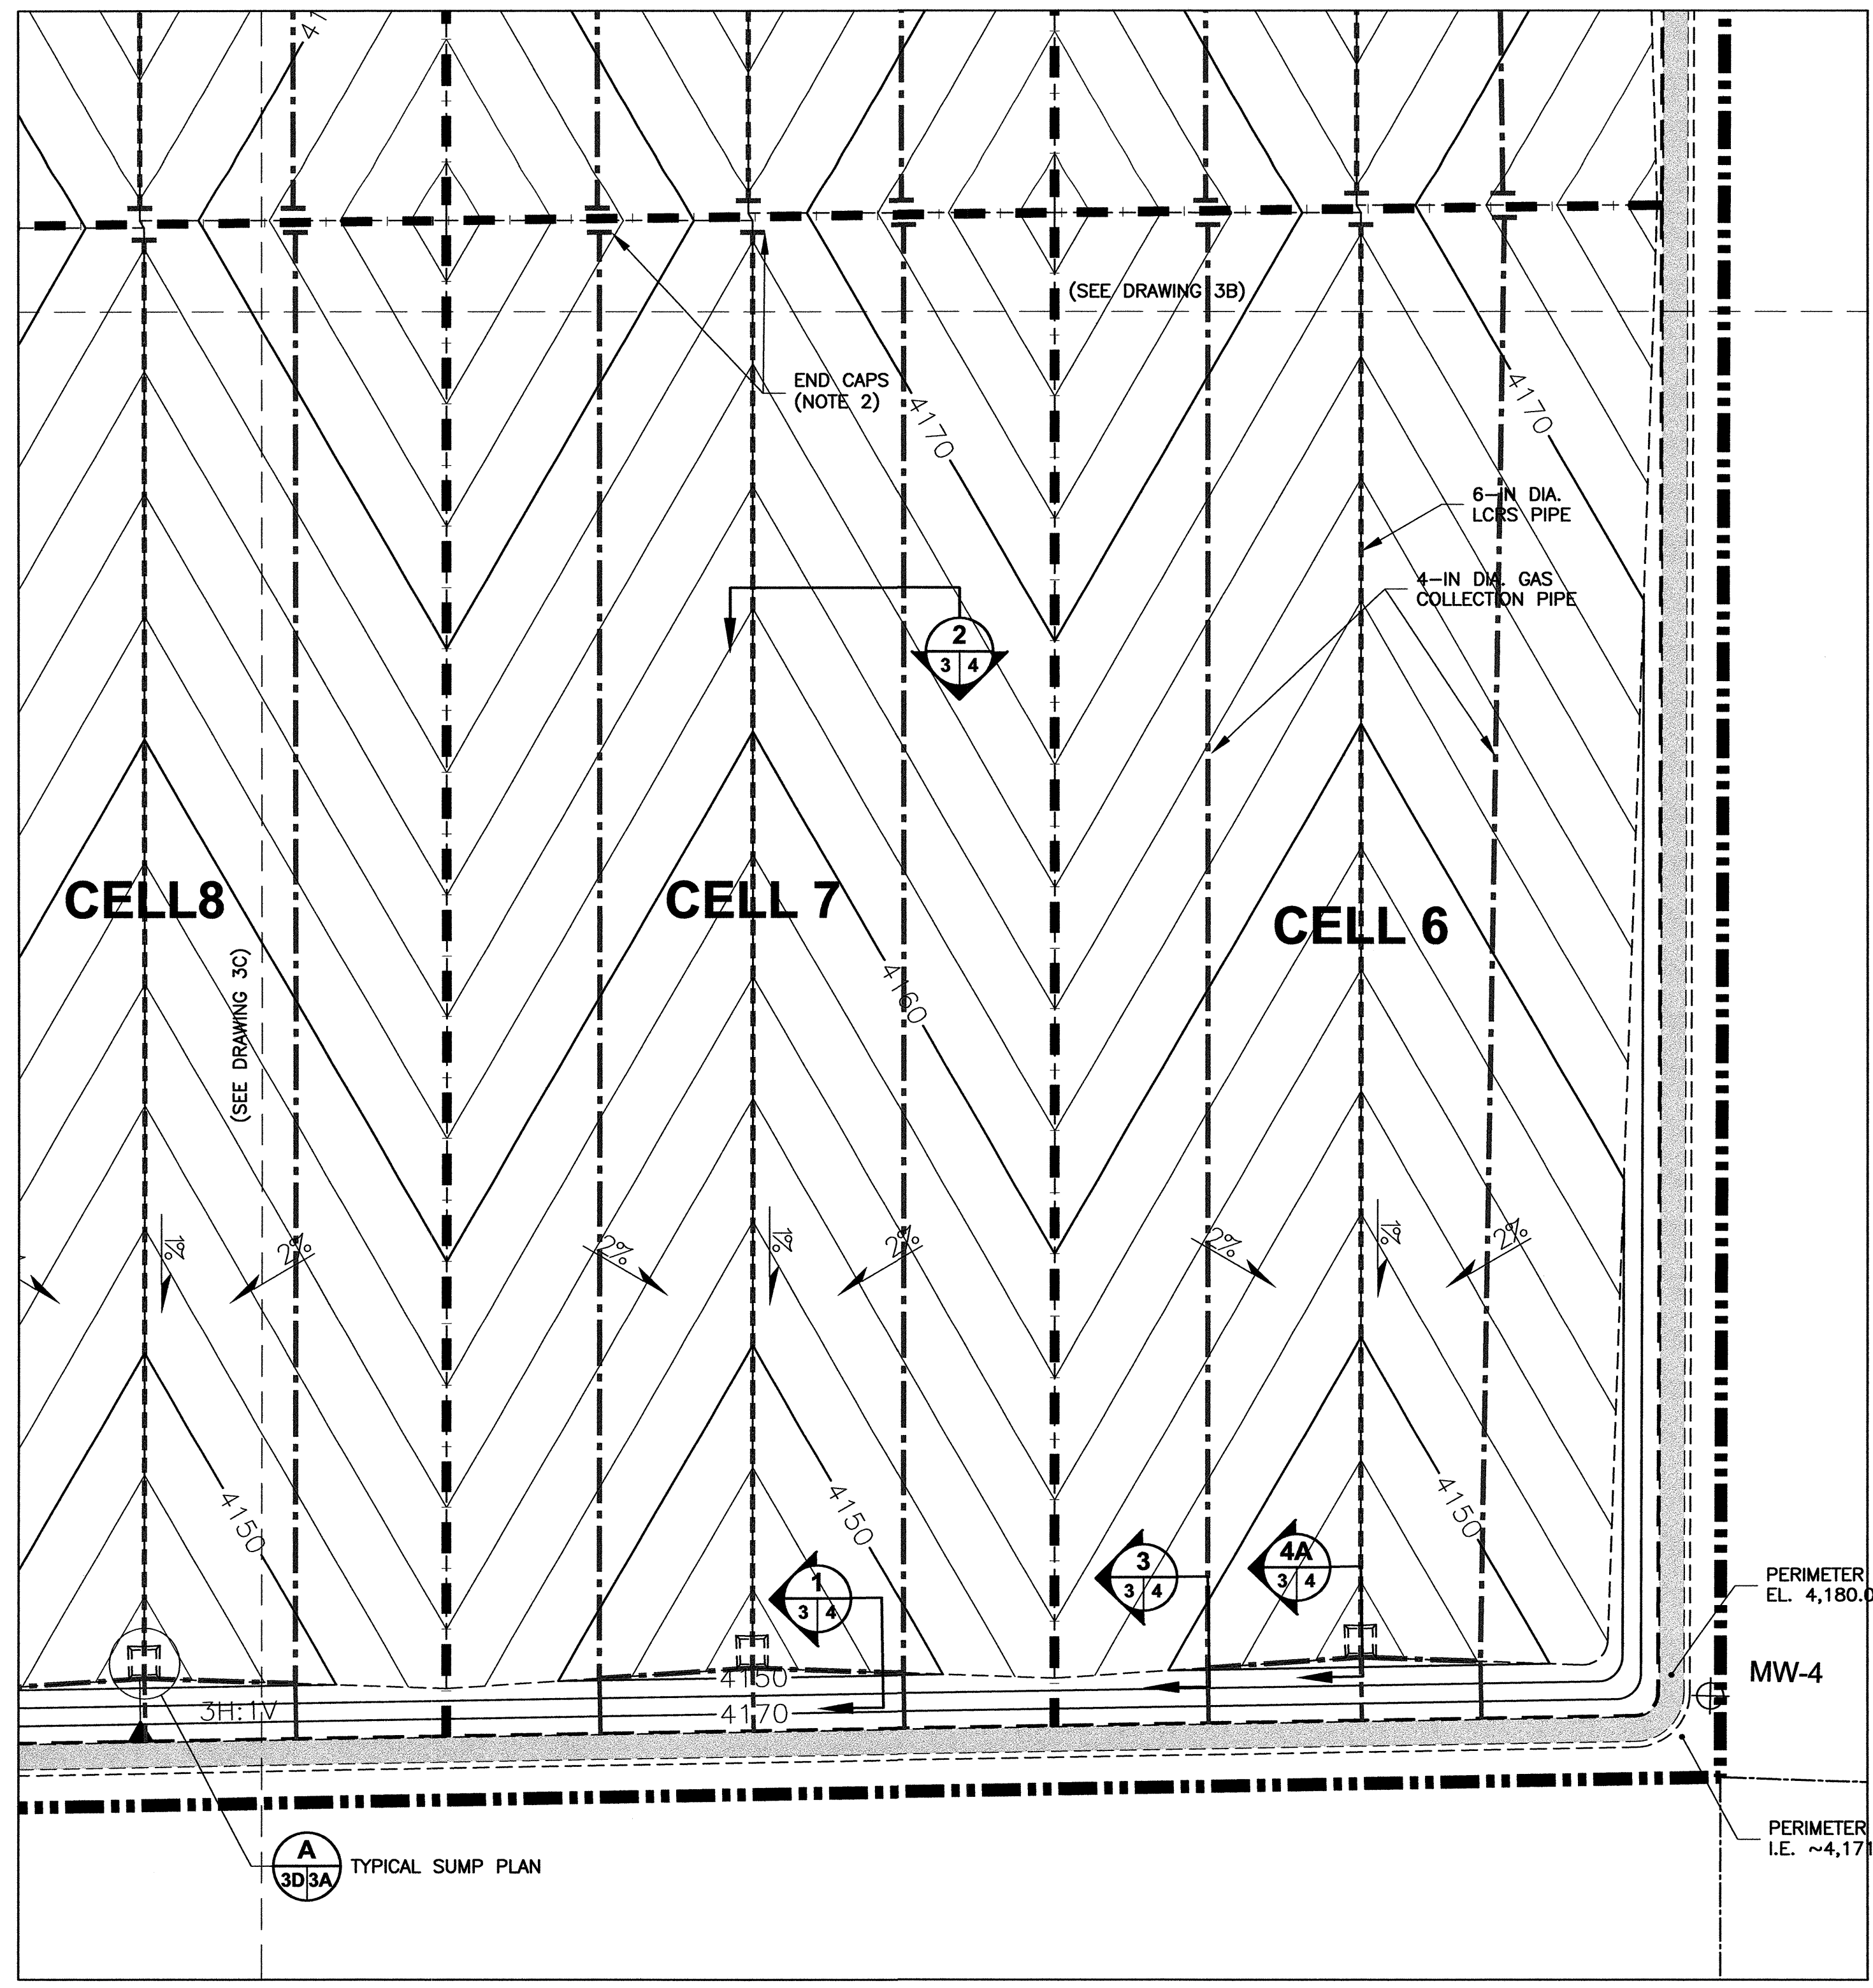 41
(SEE DRAWING 3B)
END CAPS
(NOTE 2)
4170
4170
6-IN DIA.
LCRS PIPE
4-IN DIA. GAS
COLLECTION PIPE
2
3 4
CELL8
CELL 7
CELL 6
(SEE DRAWING 3C)
4160
1%
2%
2%
1%
2%
2%
1%
2%
4150
4150
4150
1
3 4
3
3 4
4A
3 4
PERIMETER
EL. 4,180.0
MW-4
4150
3H:1V
4170
PERIMETER
I.E. ~4,171
A
3D 3A
TYPICAL SUMP PLAN